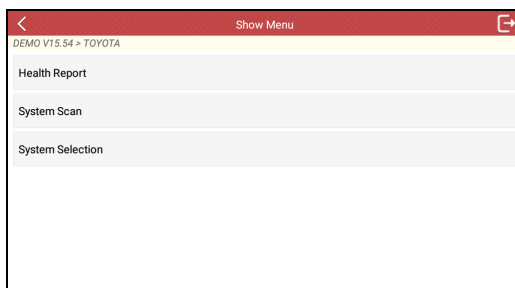 Show Menu
DEMO V15.54 > TOYOTA
Health Report
System Scan
System Selection